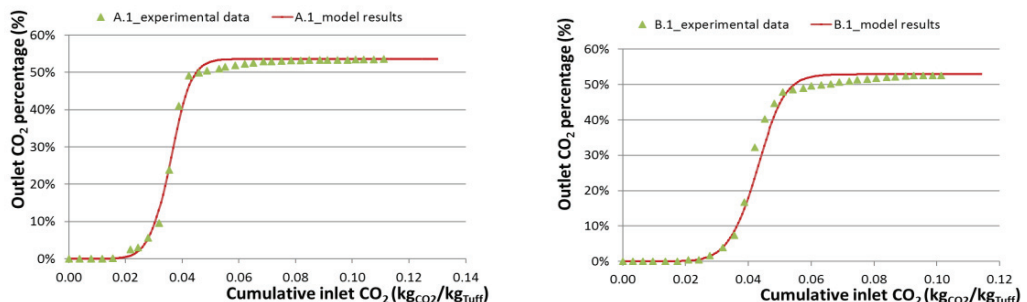 A.1_experimental data A.1_model results
Outlet CO2 percentage (%)
60%
50%
40%
30%
20%
10%
0%
0.00 0.02 0.04 0.06 0.08 0.10 0.12 0.14
Cumulative inlet CO2 (kgCO2/kgTuff)
B.1_experimental data B.1_model results
Outlet CO2 percentage (%)
60%
50%
40%
30%
20%
10%
0%
0.00 0.02 0.04 0.06 0.08 0.10 0.12
Cumulative inlet CO2 (kgCO2/kgTuff)